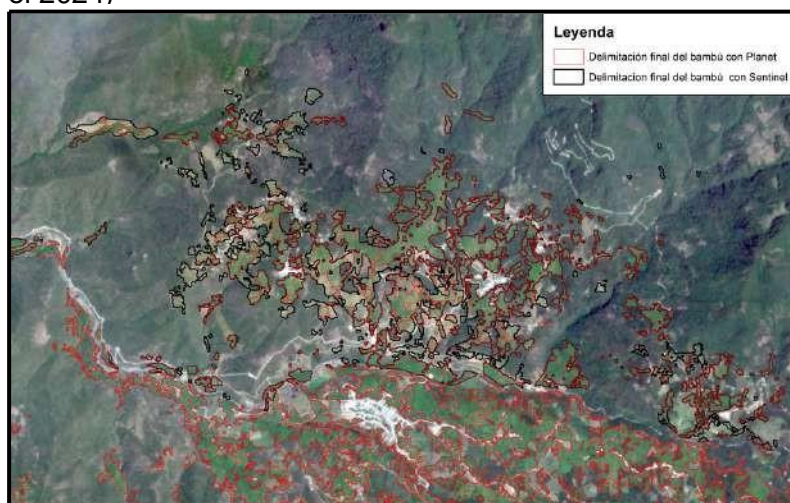 Leyenda
Delimitación final del bambú con Planet
Delimitacion final del bambú con Sentinel